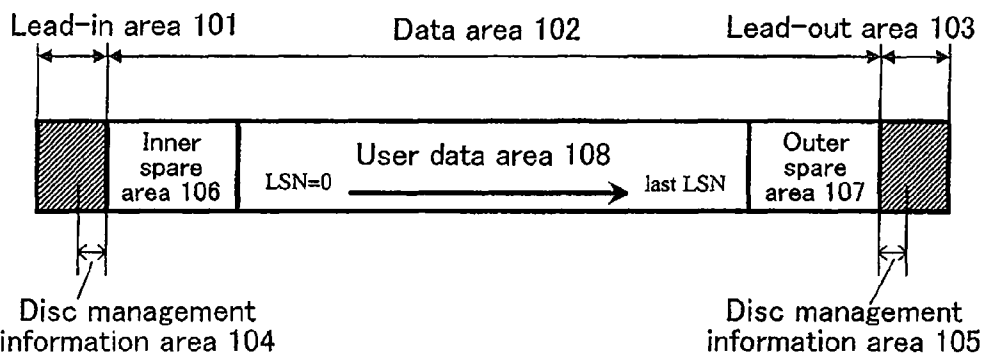 Lead-in area 101
Data area 102
Lead-out area 103
Inner
spare
area 106
User data area 108
LSN=0
last LSN
Outer
spare
area 107
Disc management
information area 104
Disc management
information area 105